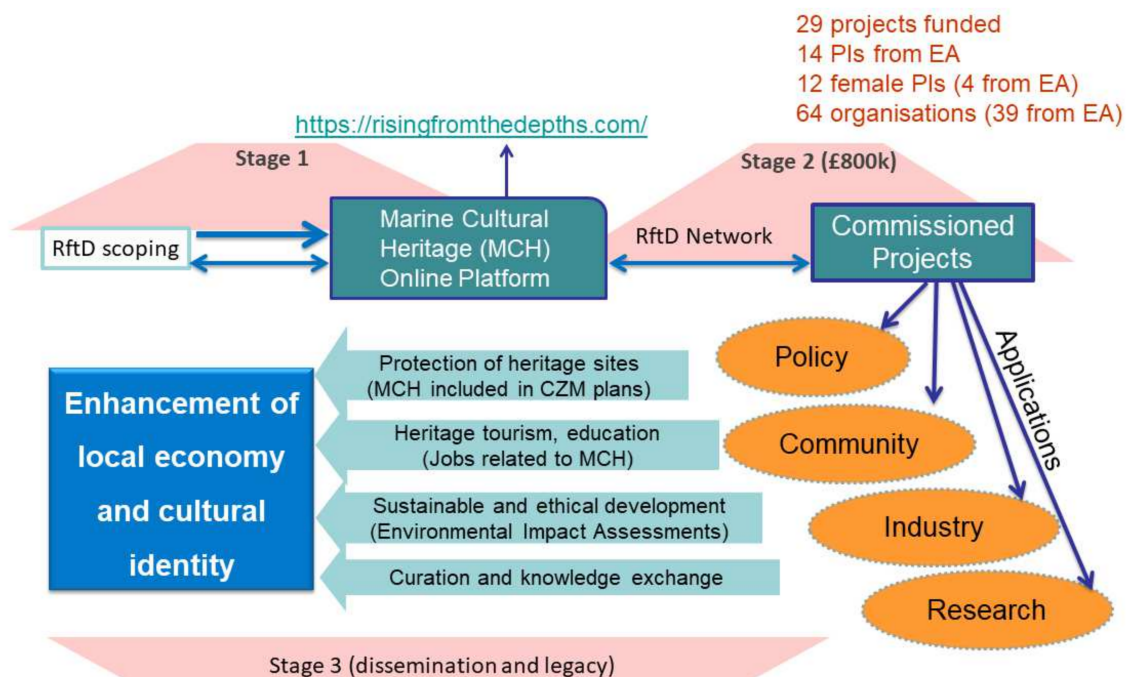 29 projects funded
14 PIs from EA
12 female PIs (4 from EA)
64 organisations (39 from EA)
https://risingfromthedepths.com/
Stage 1
Stage 2 (£800k)
RftD scoping
Marine Cultural
Heritage (MCH)
Online Platform
RftD Network
Commissioned
Projects
Applications
Policy
Community
Industry
Research
Protection of heritage sites
(MCH included in CZM plans)
Heritage tourism, education
(Jobs related to MCH)
Sustainable and ethical development
(Environmental Impact Assessments)
Curation and knowledge exchange
Enhancement of
local economy
and cultural
identity
Stage 3 (dissemination and legacy)